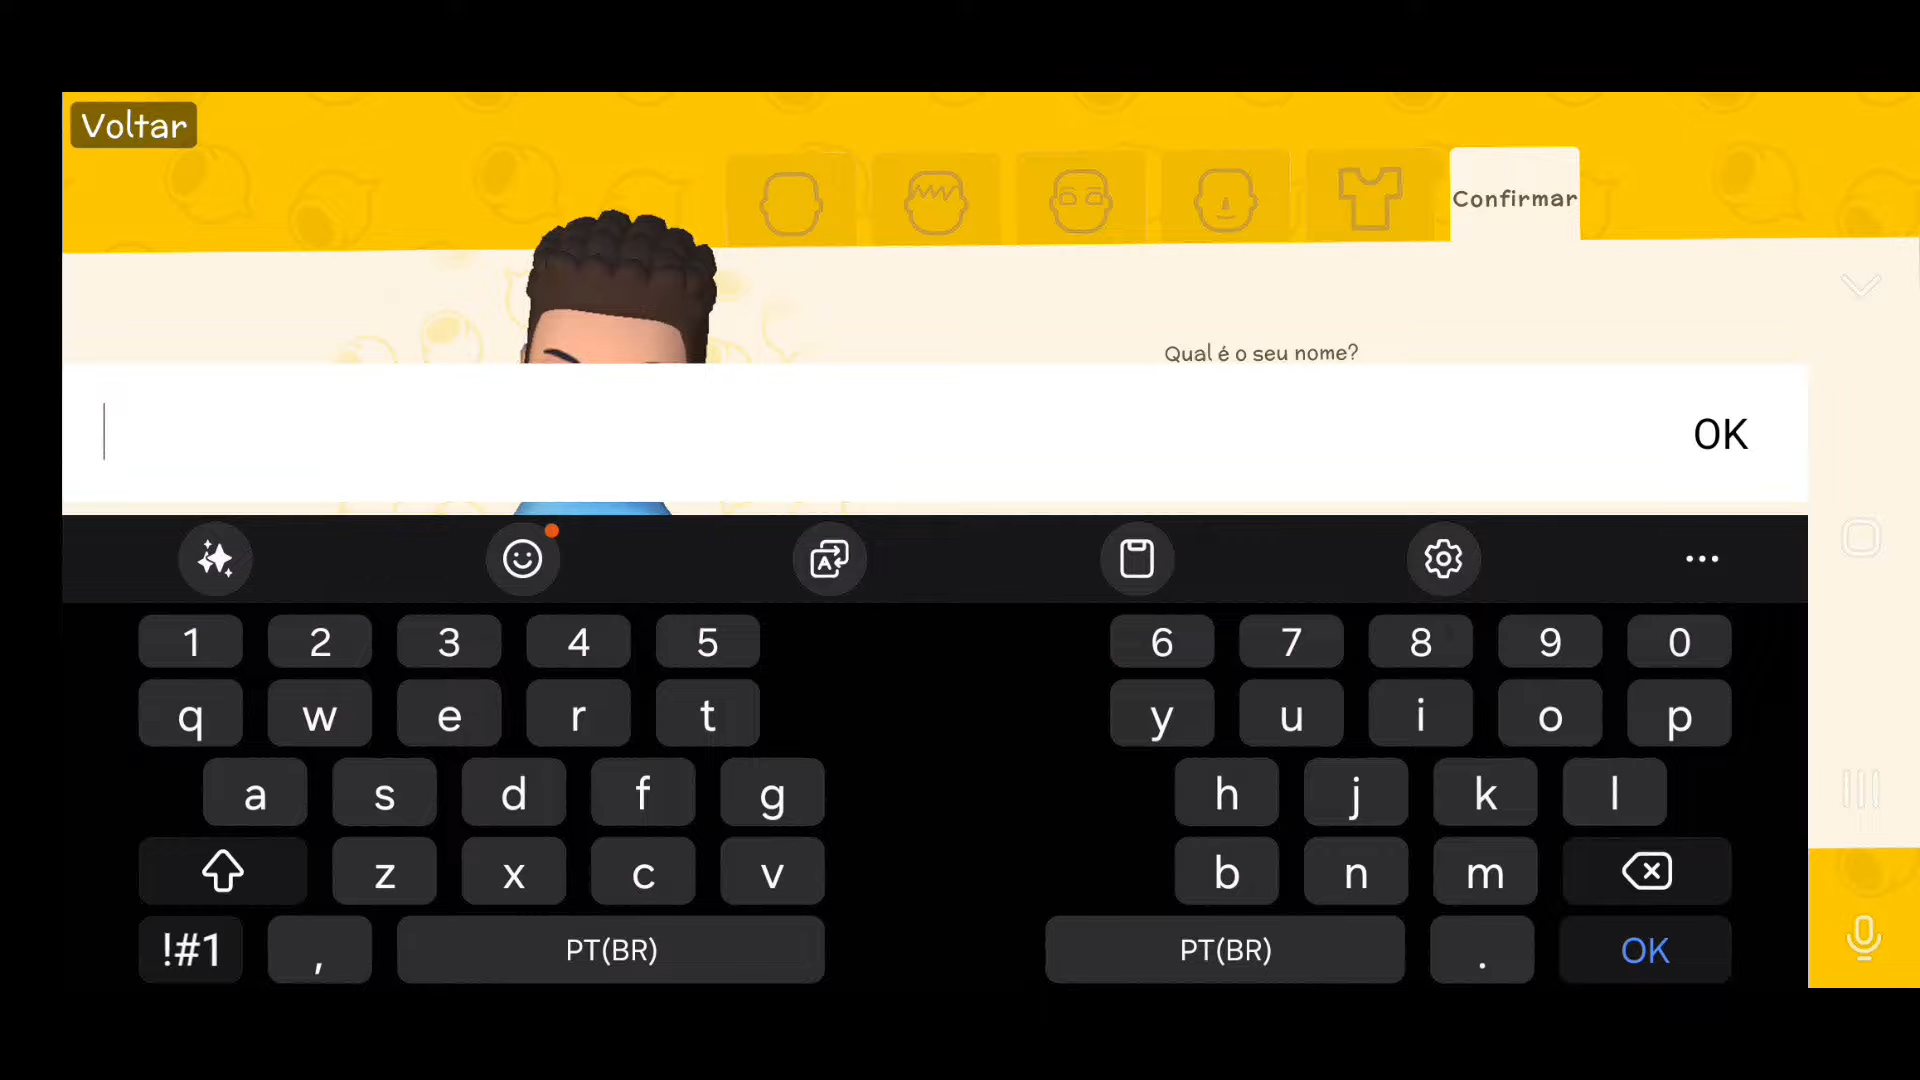 Voltar
Confirmar
Qual é o seu nome?
OK
1 2 3 4 5 6 7 8 9 0
q w e r t y u i o p
a s d f g h j k l
z x c v b n m
!#1 , PT(BR) PT(BR) . OK